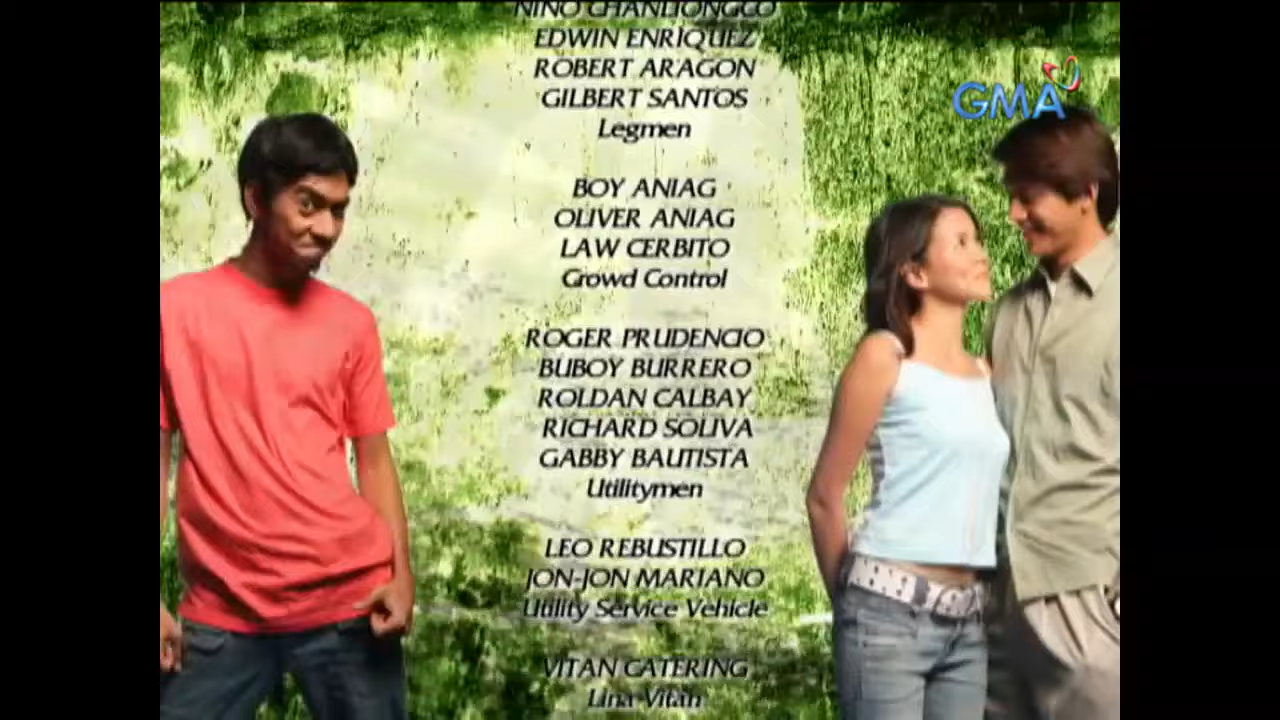 NINO CHANLIONGCO
EDWIN ENRIQUEZ
ROBERT ARAGON
GILBERT SANTOS
Legmen
GMA
BOY ANIAG
OLIVER ANIAG
LAW CERBITO
Crowd Control
ROGER PRUDENCIO
BUBOY BURRERO
ROLDAN CALBAY
RICHARD SOLIVA
GABBY BAUTISTA
Utilitymen
LEO REBUSTILLO
JON-JON MARIANO
Utility Service Vehicle
VITAN CATERING
Lina Vitan